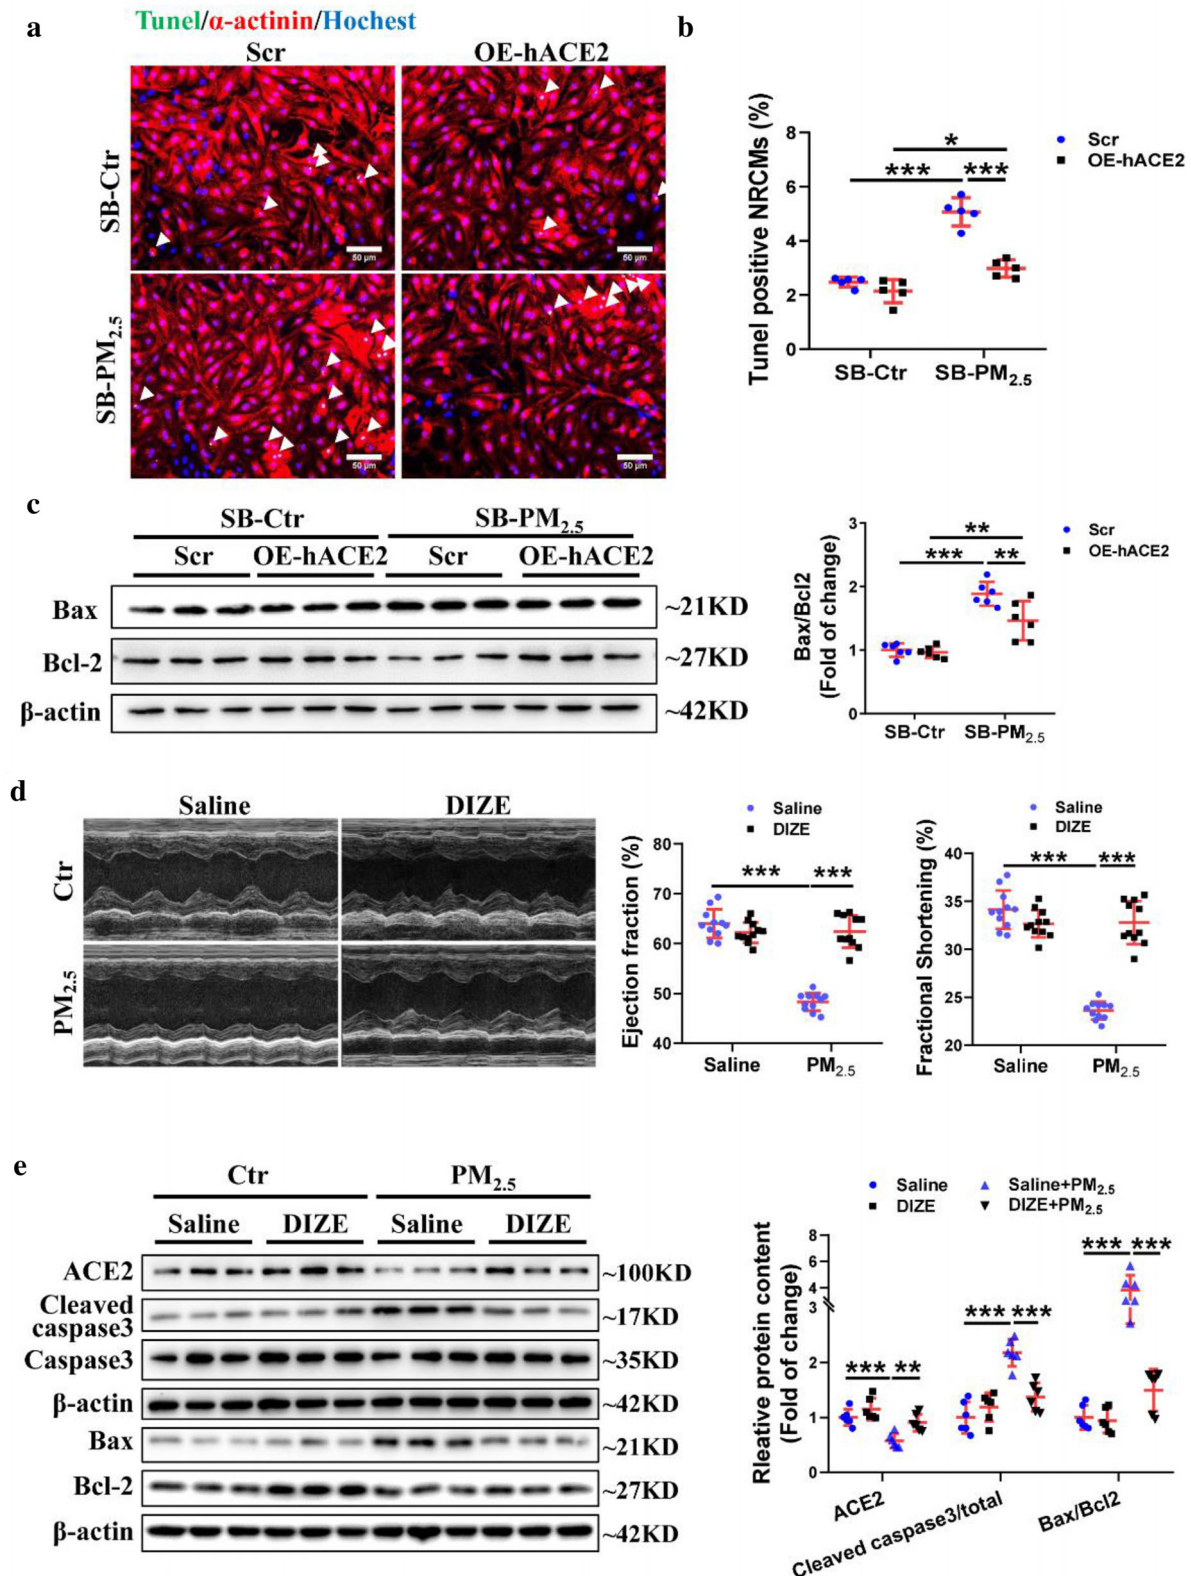 a
Tunel/α-actinin/Hochest
Scr
OE-hACE2
SB-Ctr
SB-PM2.5
50 μm
50 μm
50 μm
50 μm
b
Tunel positive NRCMs (%)
8
6
4
2
0
*
***
***
Scr
OE-hACE2
SB-Ctr
SB-PM2.5
c
SB-Ctr
SB-PM2.5
Scr
OE-hACE2
Scr
OE-hACE2
Bax
~21KD
Bcl-2
~27KD
β-actin
~42KD
Bax/Bcl2
(Fold of change)
3
2
1
0
**
***
**
Scr
OE-hACE2
SB-Ctr
SB-PM2.5
d
Saline
DIZE
Ctr
PM2.5
Saline
DIZE
Ejection fraction (%)
80
70
60
50
40
***
***
Saline
PM2.5
Saline
DIZE
Fractional Shortening (%)
40
35
30
25
20
***
***
Saline
PM2.5
e
Ctr
PM2.5
Saline
DIZE
Saline
DIZE
ACE2
~100KD
Cleaved
caspase3
~17KD
Caspase3
~35KD
β-actin
~42KD
Bax
~21KD
Bcl-2
~27KD
β-actin
~42KD
Saline
DIZE
Saline+PM2.5
DIZE+PM2.5
Rleative protein content
(Fold of change)
8
6
4
3
2
1
0
***
**
***
***
***
***
ACE2
Cleaved caspase3/total
Bax/Bcl2